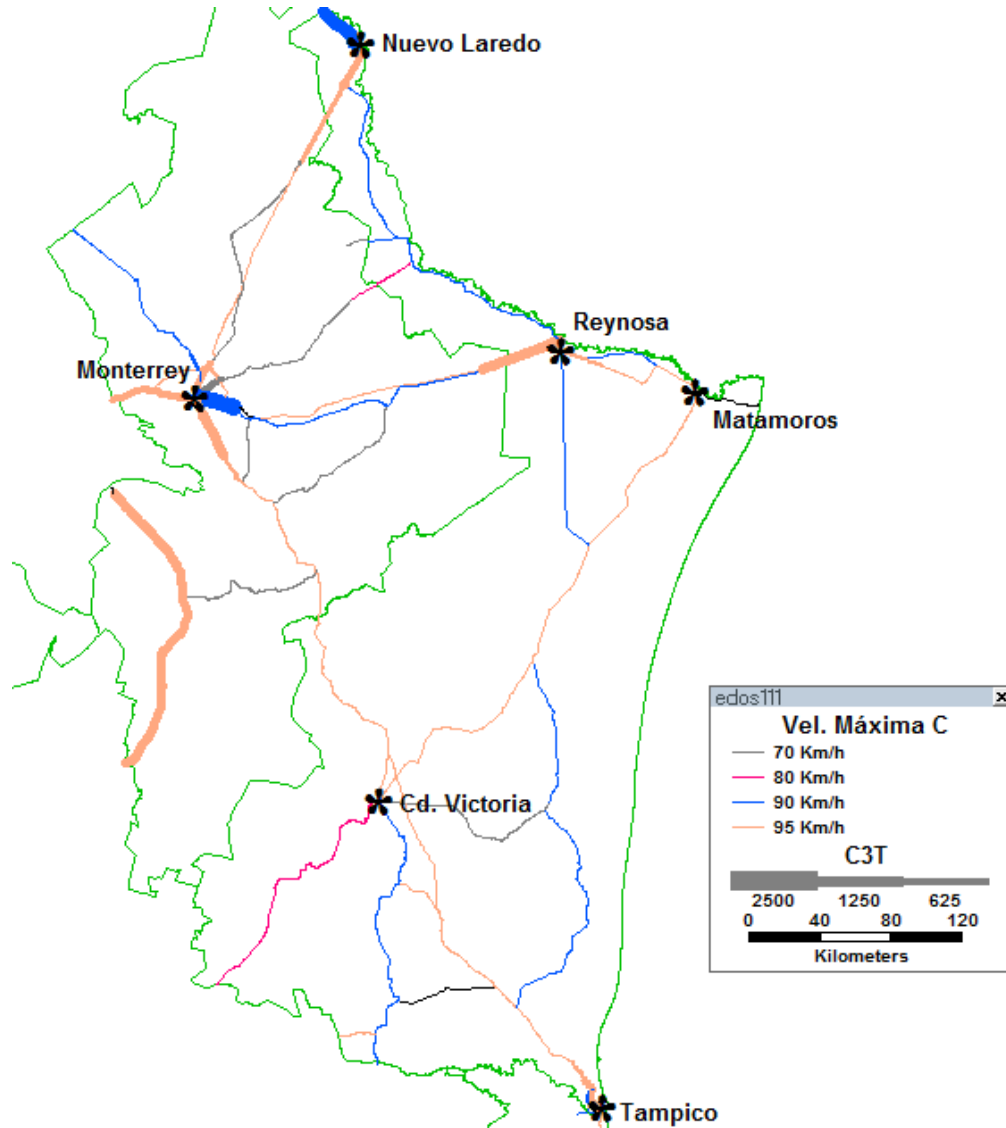 Nuevo Laredo
Reynosa
Monterrey
Matamoros
Cd. Victoria
Tampico
edos111
Vel. Máxima C
70 Km/h
80 Km/h
90 Km/h
95 Km/h
C3T
2500 1250 625
0 40 80 120
Kilometers